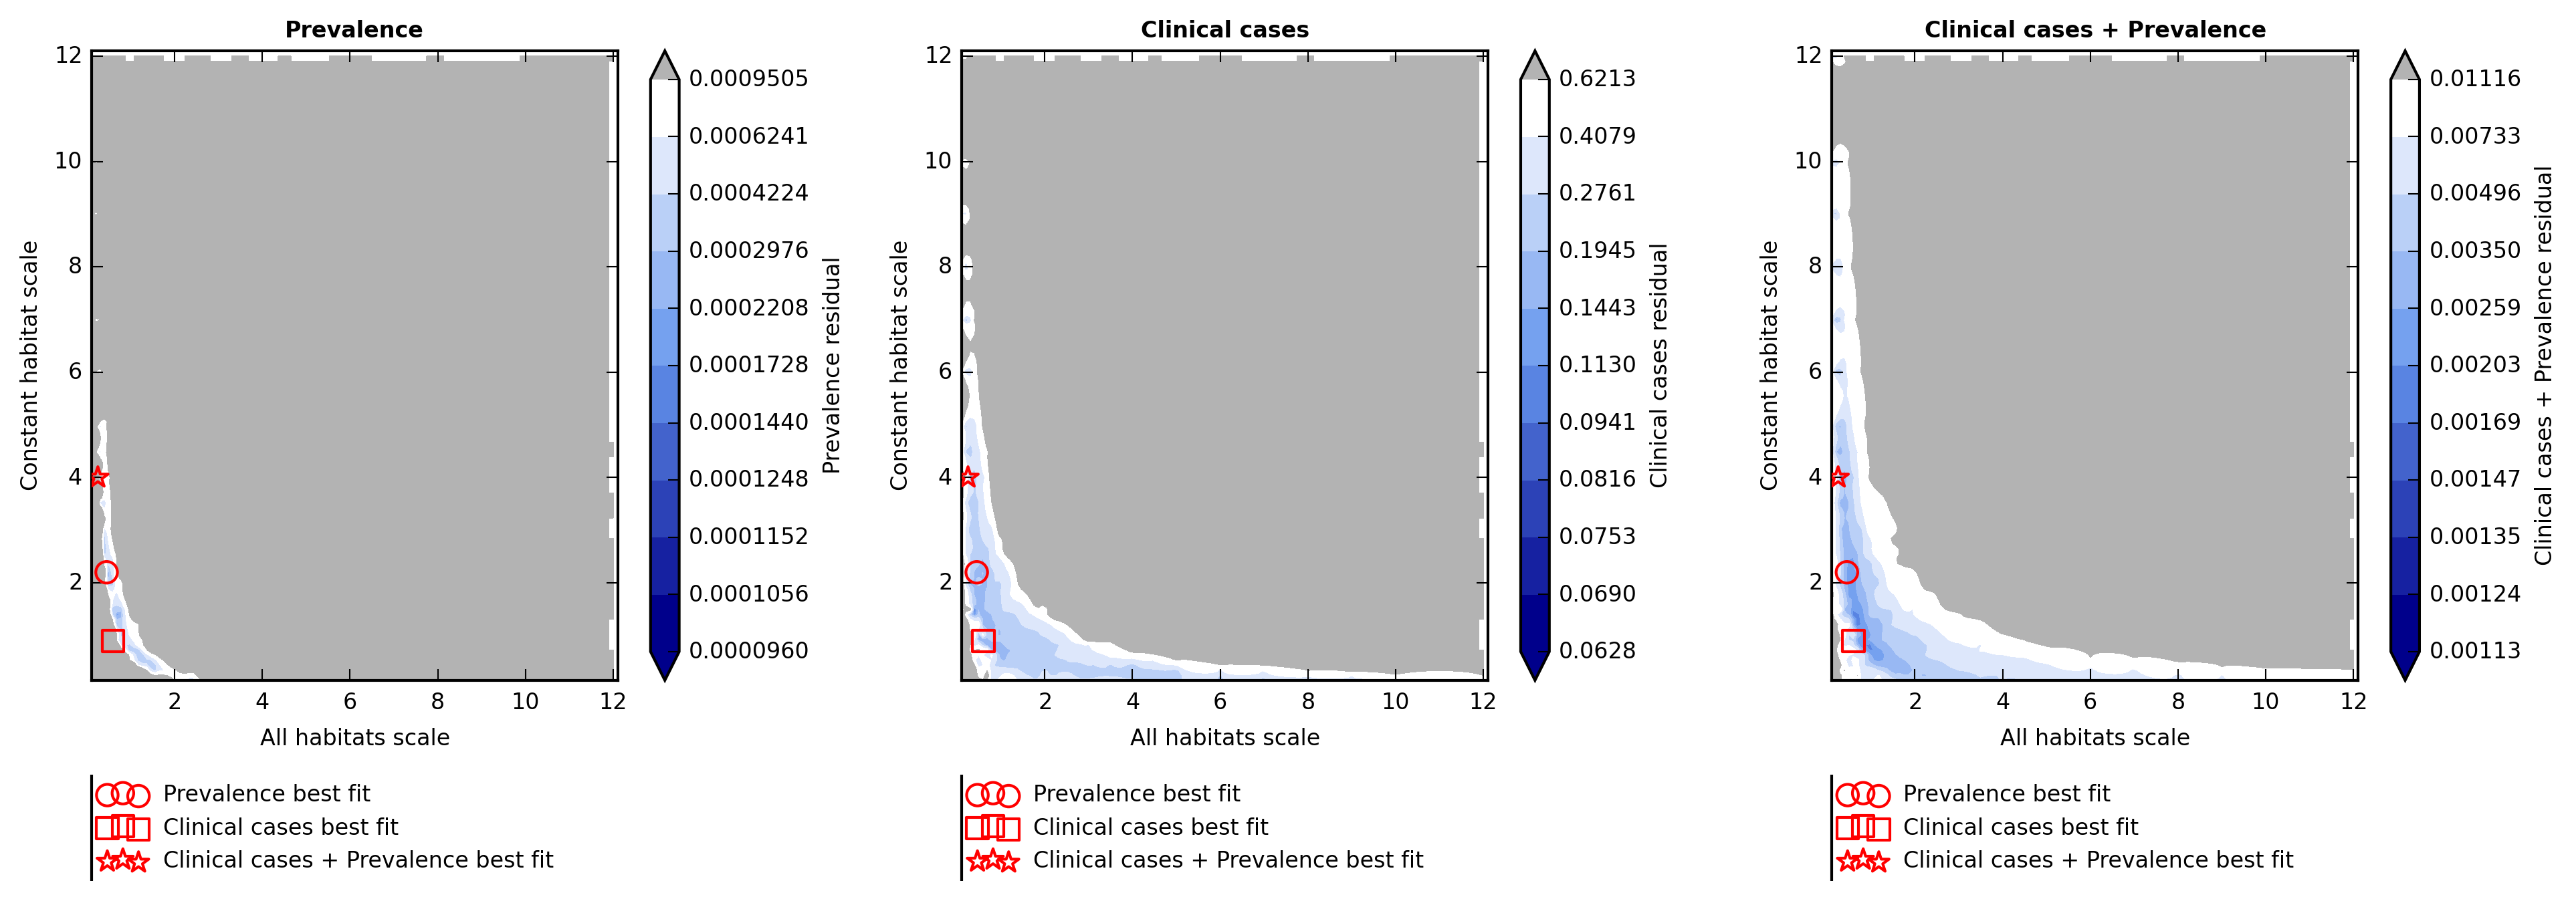 Prevalence
12
10
8
6
4
2
2 4 6 8 10 12
Constant habitat scale
All habitats scale
0.0009505
0.0006241
0.0004224
0.0002976
0.0002208
0.0001728
0.0001440
0.0001248
0.0001152
0.0001056
0.0000960
Prevalence residual
Prevalence best fit
Clinical cases best fit
Clinical cases + Prevalence best fit
Clinical cases
12
10
8
6
4
2
2 4 6 8 10 12
Constant habitat scale
All habitats scale
0.6213
0.4079
0.2761
0.1945
0.1443
0.1130
0.0941
0.0816
0.0753
0.0690
0.0628
Clinical cases residual
Prevalence best fit
Clinical cases best fit
Clinical cases + Prevalence best fit
Clinical cases + Prevalence
12
10
8
6
4
2
2 4 6 8 10 12
Constant habitat scale
All habitats scale
0.01116
0.00733
0.00496
0.00350
0.00259
0.00203
0.00169
0.00147
0.00135
0.00124
0.00113
Clinical cases + Prevalence residual
Prevalence best fit
Clinical cases best fit
Clinical cases + Prevalence best fit